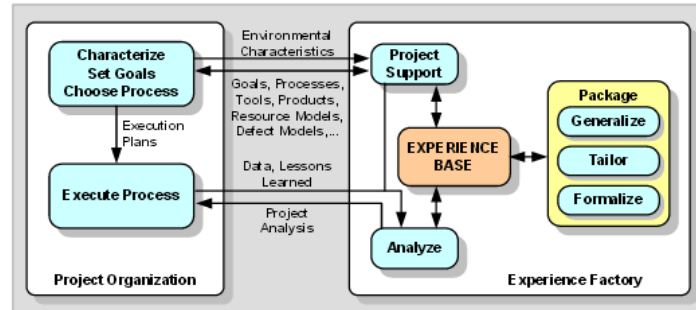 Characterize
Set Goals
Choose Process
Execution
Plans
Execute Process
Project Organization
Environmental
Characteristics
Goals, Processes,
Tools, Products,
Resource Models,
Defect Models,...
Data, Lessons
Learned
Project
Analysis
Project
Support
EXPERIENCE
BASE
Analyze
Package
Generalize
Tailor
Formalize
Experience Factory